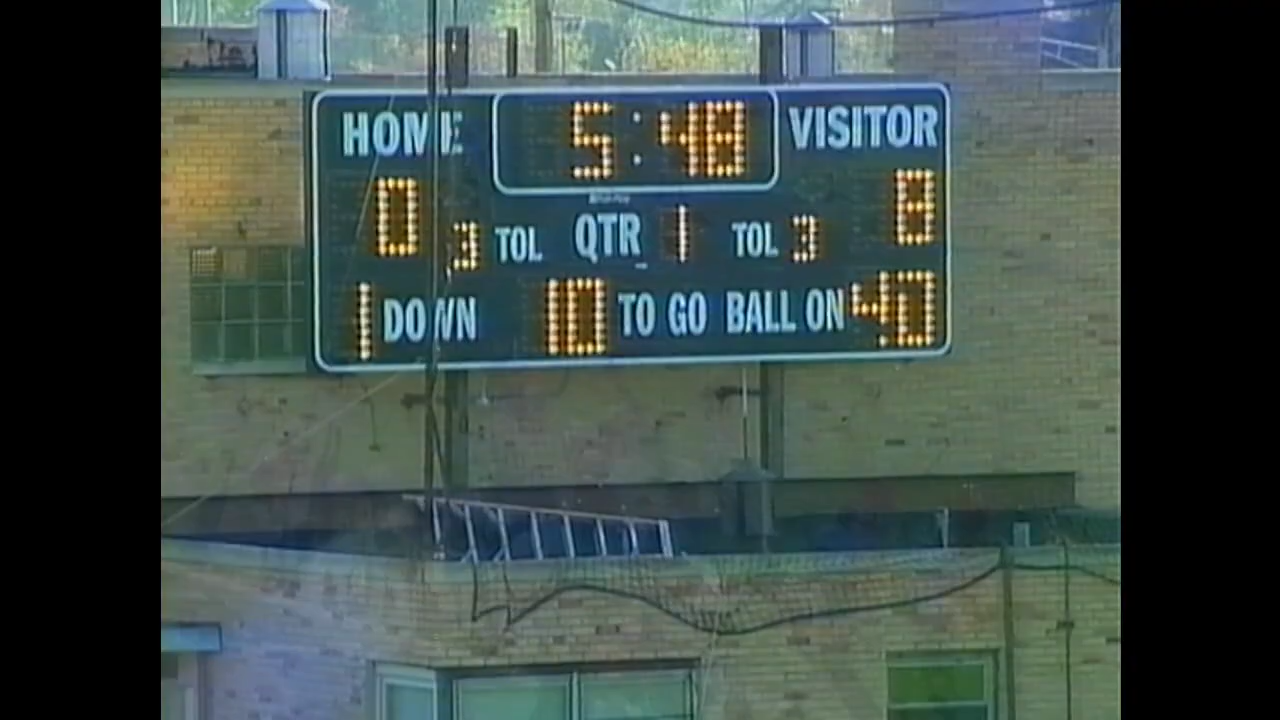 HOME 5:48 VISITOR
0 8
3 TOL QTR 1 TOL 3
1 DOWN 10 TO GO BALL ON 40